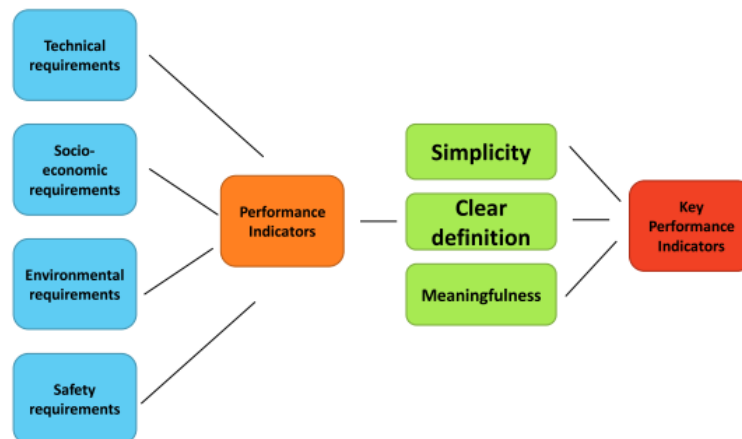 Technical
requirements
Socio-
economic
requirements
Environmental
requirements
Safety
requirements
Performance
Indicators
Simplicity
Clear
definition
Meaningfulness
Key
Performance
Indicators